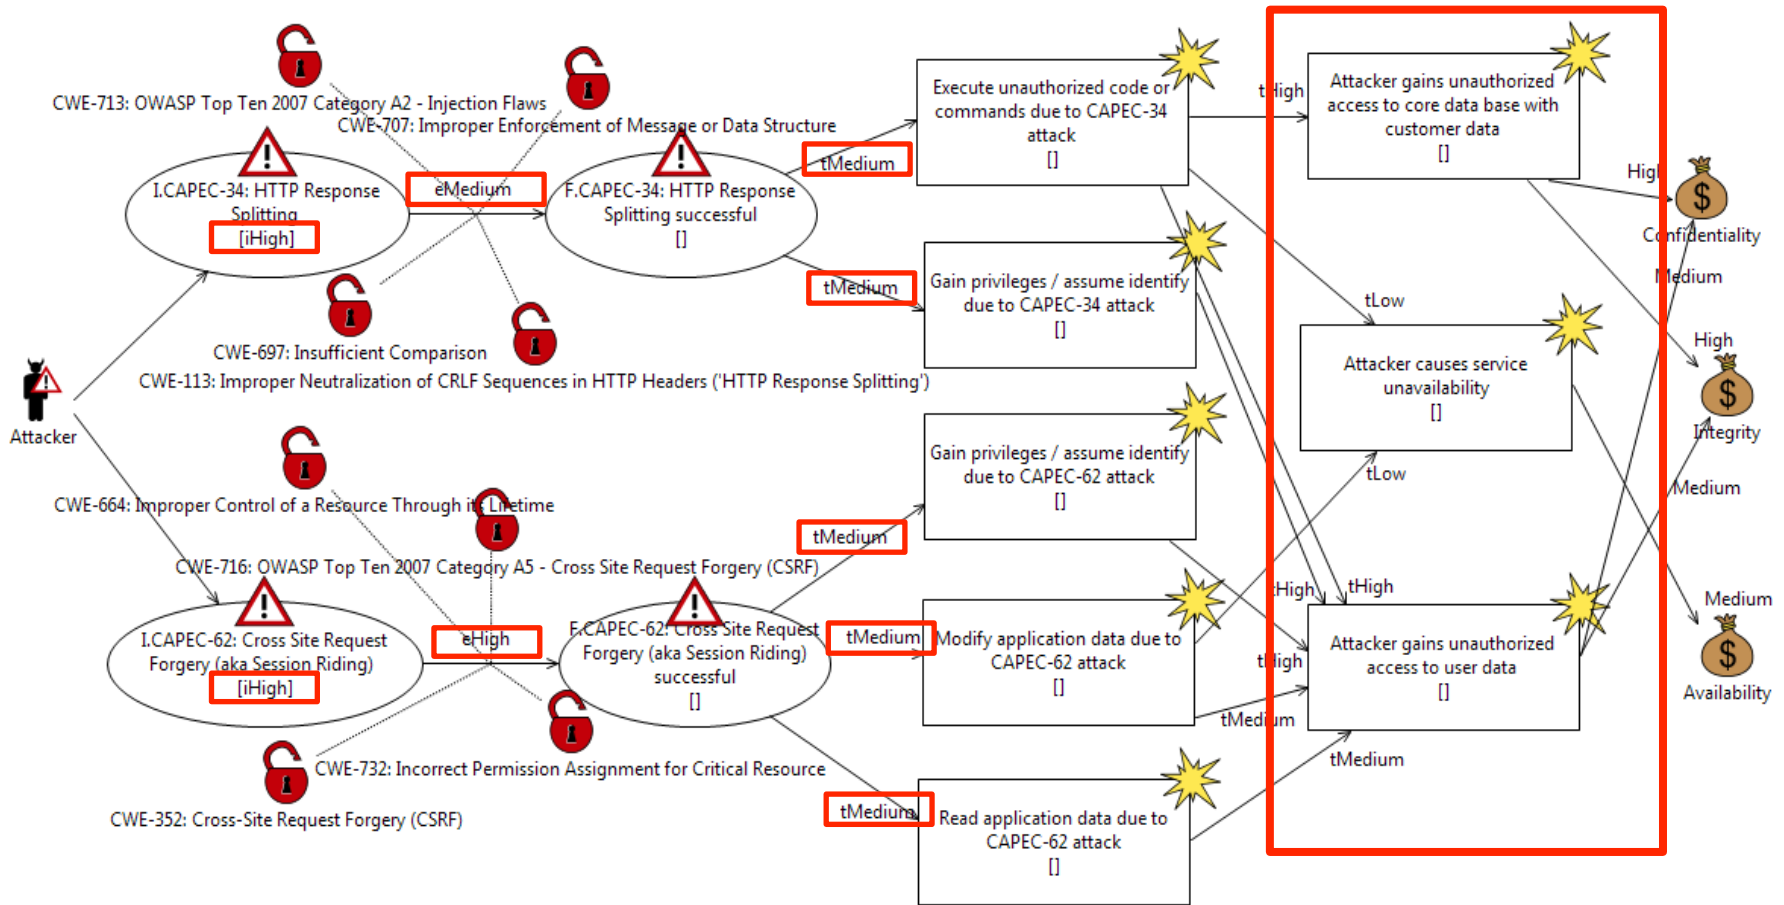 CWE-713: OWASP Top Ten 2007 Category A2 - Injection Flaws
CWE-707: Improper Enforcement of Message or Data Structure
I.CAPEC-34: HTTP Response
Splitting
[iHigh]
eMedium
F.CAPEC-34: HTTP Response
Splitting successful
[]
tMedium
tMedium
CWE-697: Insufficient Comparison
CWE-113: Improper Neutralization of CRLF Sequences in HTTP Headers ('HTTP Response Splitting')
Attacker
CWE-664: Improper Control of a Resource Through its Lifetime
CWE-716: OWASP Top Ten 2007 Category A5 - Cross Site Request Forgery (CSRF)
I.CAPEC-62: Cross Site Request
Forgery (aka Session Riding)
[iHigh]
eHigh
F.CAPEC-62: Cross Site Request
Forgery (aka Session Riding)
successful
[]
tMedium
tMedium
tMedium
CWE-732: Incorrect Permission Assignment for Critical Resource
CWE-352: Cross-Site Request Forgery (CSRF)
Execute unauthorized code or
commands due to CAPEC-34
attack
[]
Gain privileges / assume identify
due to CAPEC-34 attack
[]
Gain privileges / assume identify
due to CAPEC-62 attack
[]
Modify application data due to
CAPEC-62 attack
[]
Read application data due to
CAPEC-62 attack
[]
tHigh
tLow
tLow
tHigh
tHigh
tHigh
tMedium
tMedium
Attacker gains unauthorized
access to core data base with
customer data
[]
Attacker causes service
unavailability
[]
Attacker gains unauthorized
access to user data
[]
High
Confidentiality
Medium
High
Integrity
Medium
Medium
Availability